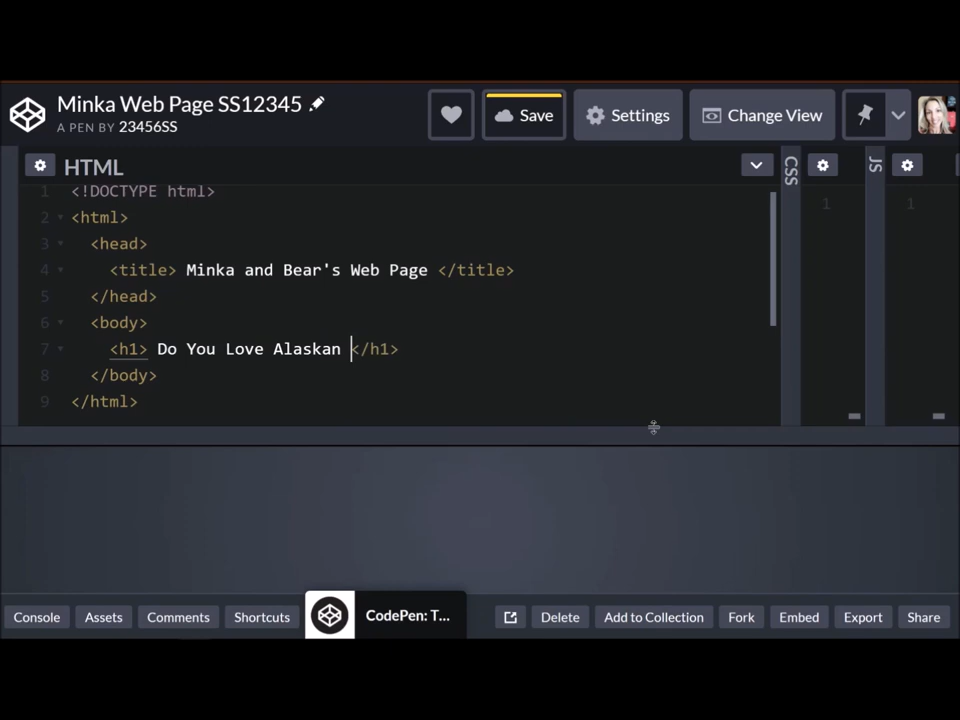 Minka Web Page SS12345
A PEN BY 23456SS
Save
Settings
Change View
HTML
CSS
JS
1 <!DOCTYPE html>
2 <html>
3 <head>
4 <title> Minka and Bear's Web Page </title>
5 </head>
6 <body>
7 <h1> Do You Love Alaskan </h1>
8 </body>
9 </html>
1
1
Console
Assets
Comments
Shortcuts
CodePen: T...
Delete
Add to Collection
Fork
Embed
Export
Share